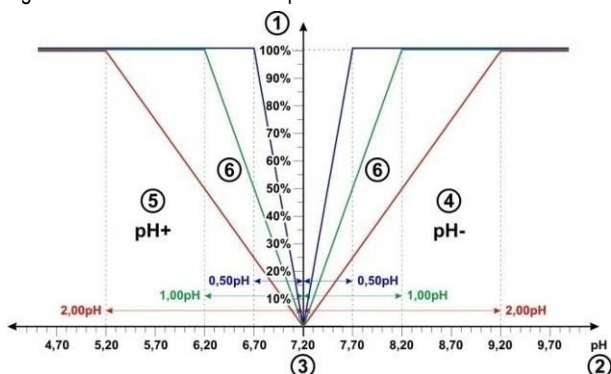 ①
100%
90%
80%
70%
60%
⑥ ⑥
50%
⑤ ④
40%
pH+ pH-
30%
20%
0,50pH 0,50pH
10%
1,00pH 1,00pH
2,00pH 2,00pH
4,70 5,20 5,70 6,20 6,70 7,20 7,70 8,20 8,70 9,20 9,70 pH
③ ②